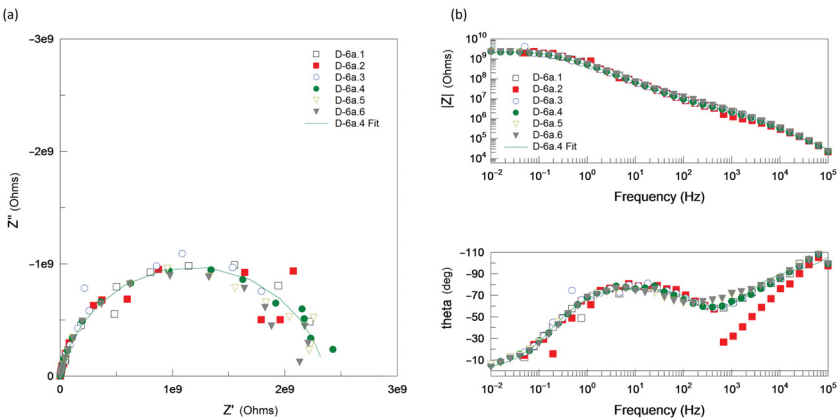 (a)
−3e9
−2e9
−1e9
0
Z'' (Ohms)
0
1e9
2e9
3e9
Z' (Ohms)
D-6a.1
D-6a.2
D-6a.3
D-6a.4
D-6a.5
D-6a.6
D-6a.4 Fit
(b)
10^10
10^9
10^8
10^7
10^6
10^5
10^4
|Z| (Ohms)
D-6a.1
D-6a.2
D-6a.3
D-6a.4
D-6a.5
D-6a.6
D-6a.4 Fit
10^−2
10^−1
10^0
10^1
10^2
10^3
10^4
10^5
Frequency (Hz)
−110
−90
−70
−50
−30
−10
theta (deg)
10^−2
10^−1
10^0
10^1
10^2
10^3
10^4
10^5
Frequency (Hz)